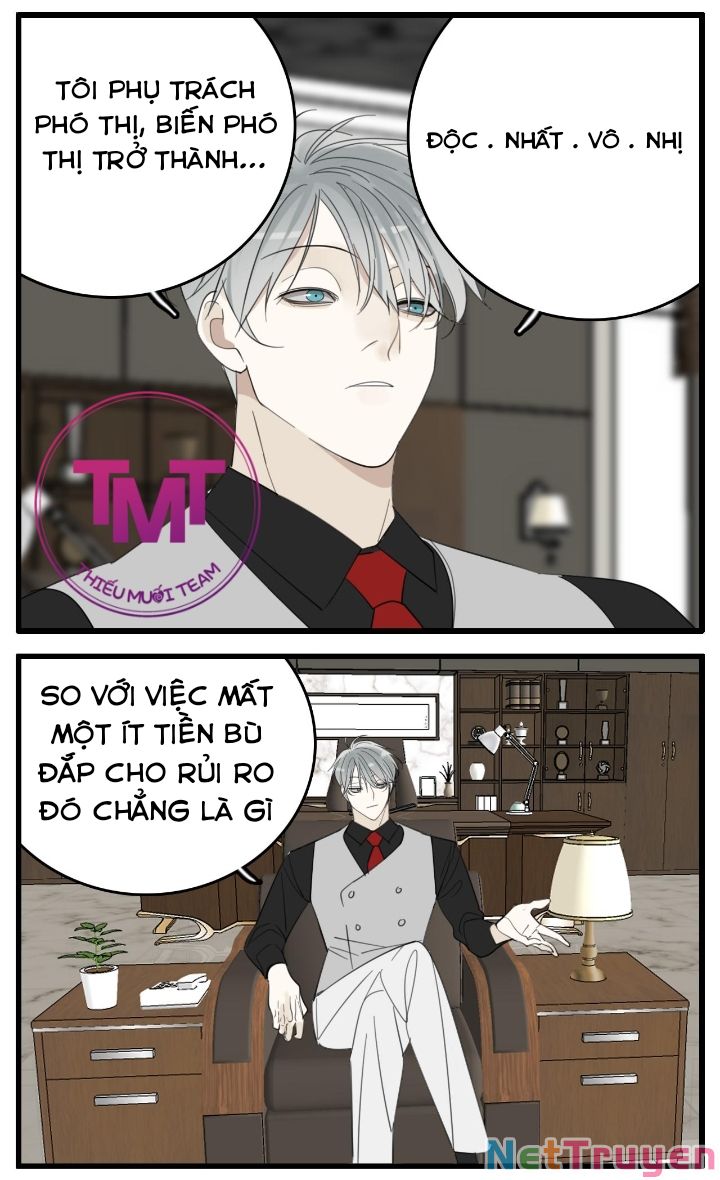 TÔI PHỤ TRÁCH
PHÓ THỊ, BIẾN PHÓ
THỊ TRỞ THÀNH...
ĐỘC . NHẤT . VÔ . NHỊ
TMT
THIẾU MUỐI TEAM
SO VỚI VIỆC MẤT
MỘT ÍT TIỀN BÙ
ĐẮP CHO RỦI RO
ĐÓ CHẲNG LÀ GÌ
NetTruyen